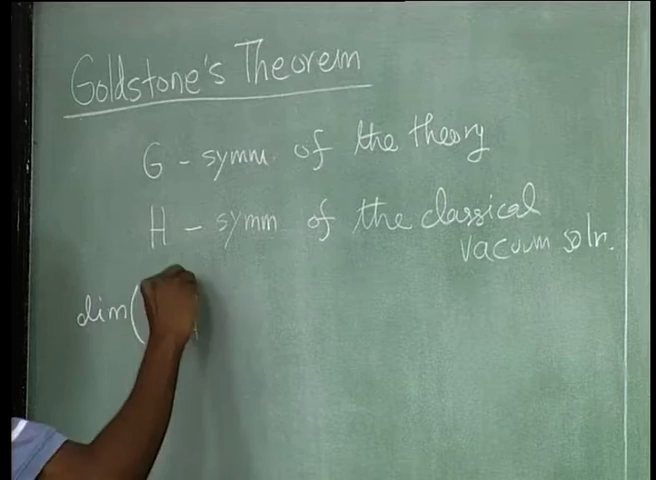 Goldstone's Theorem
G - symm. of the theory
H - symm of the classical
vacuum soln.
dim(